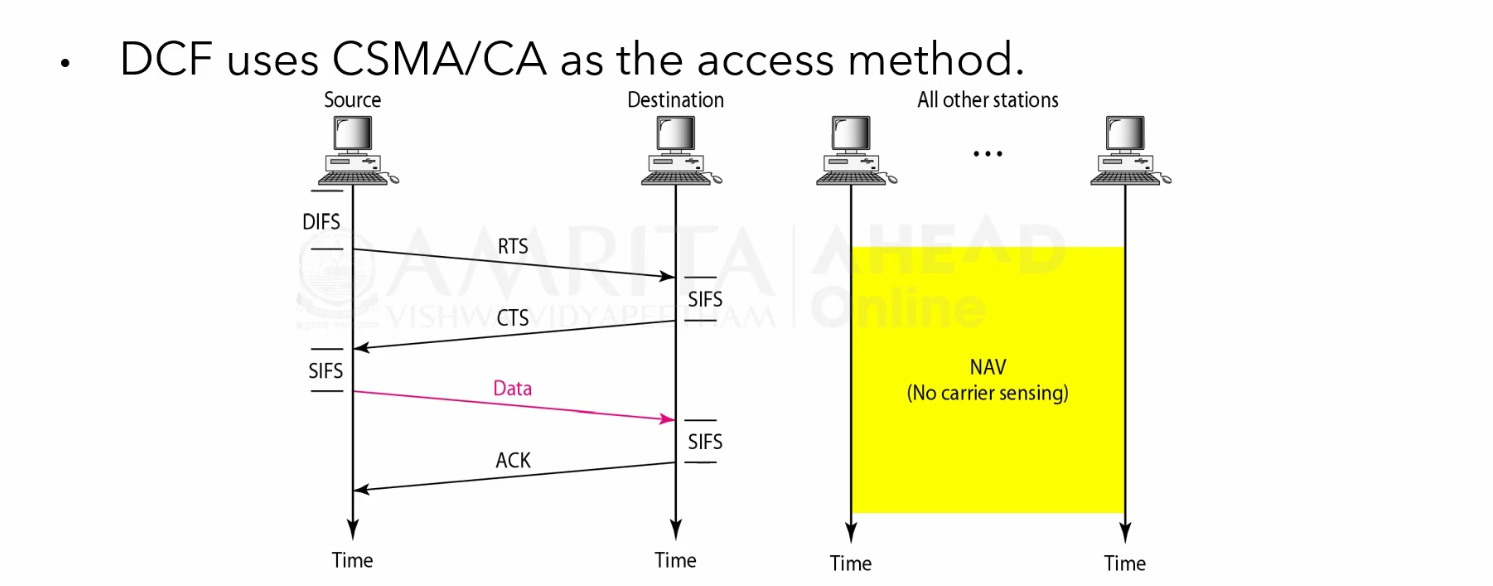 • DCF uses CSMA/CA as the access method.
Source Destination All other stations
...
DIFS
RTS
SIFS
CTS
SIFS
Data
SIFS
ACK
NAV
(No carrier sensing)
Time Time Time Time
AMRITA AHEAD
VISHWA VIDYAPEETHAM Online